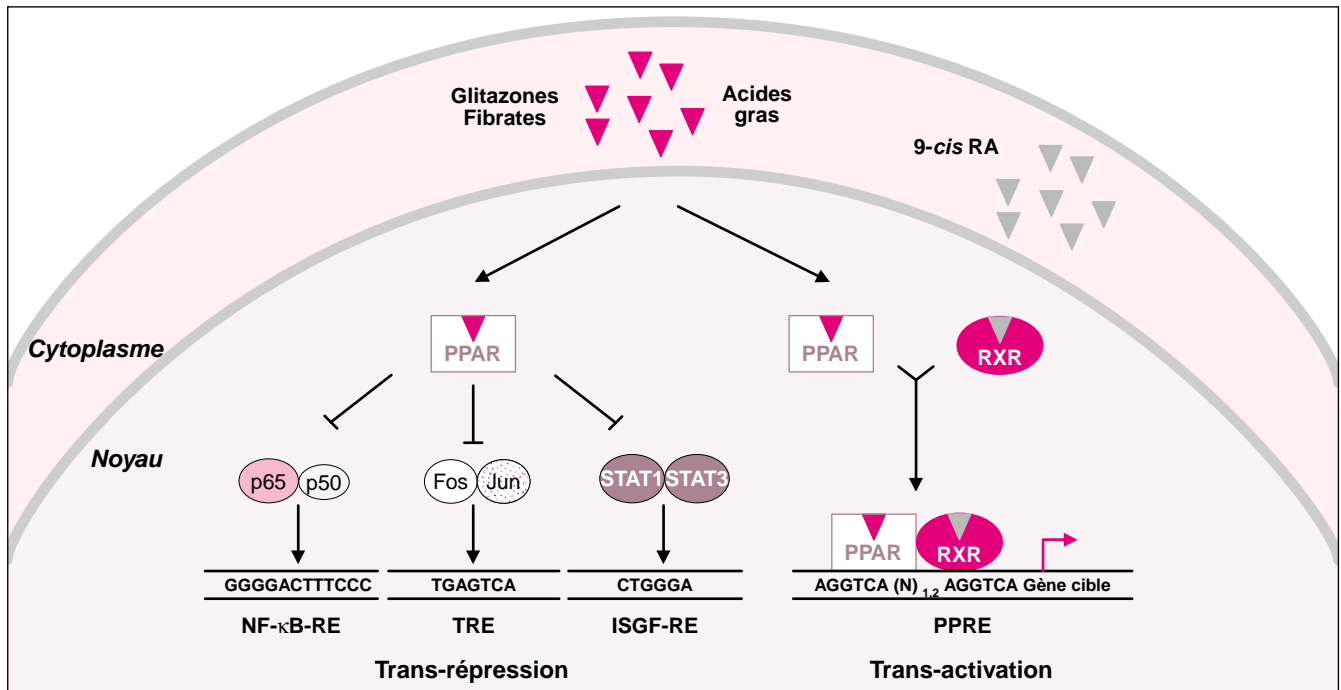 Glitazones
Fibrates
Acides
gras
9-cis RA
Cytoplasme
Noyau
PPAR
PPAR
RXR
p65
p50
Fos
Jun
STAT1
STAT3
PPAR
RXR
GGGGACTTTCCC
TGAGTCA
CTGGGA
AGGTCA (N) 1,2 AGGTCA Gène cible
NF-κB-RE
TRE
ISGF-RE
PPRE
Trans-répression
Trans-activation